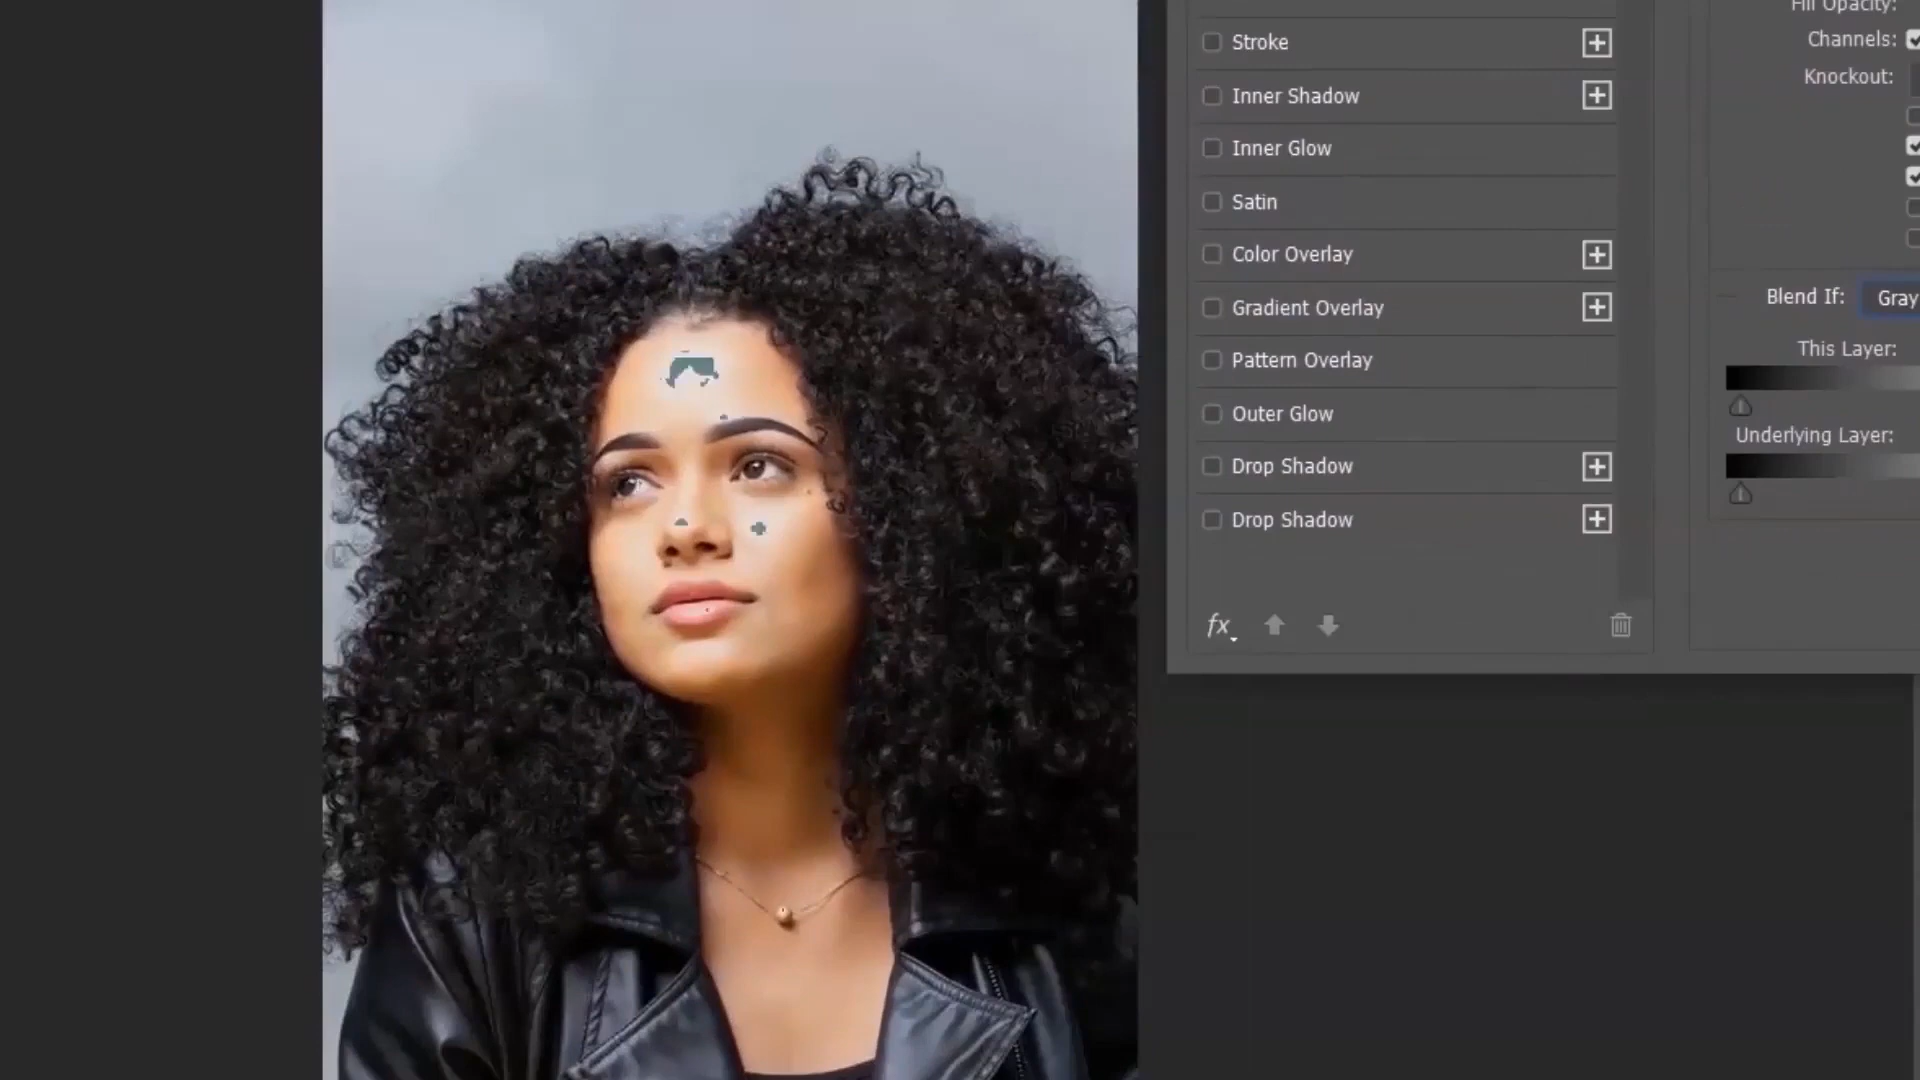 Fill Opacity:
Stroke
Channels:
Knockout:
Inner Shadow
Inner Glow
Satin
Color Overlay
Blend If: Gray
Gradient Overlay
This Layer:
Pattern Overlay
Outer Glow
Underlying Layer:
Drop Shadow
Drop Shadow
fx